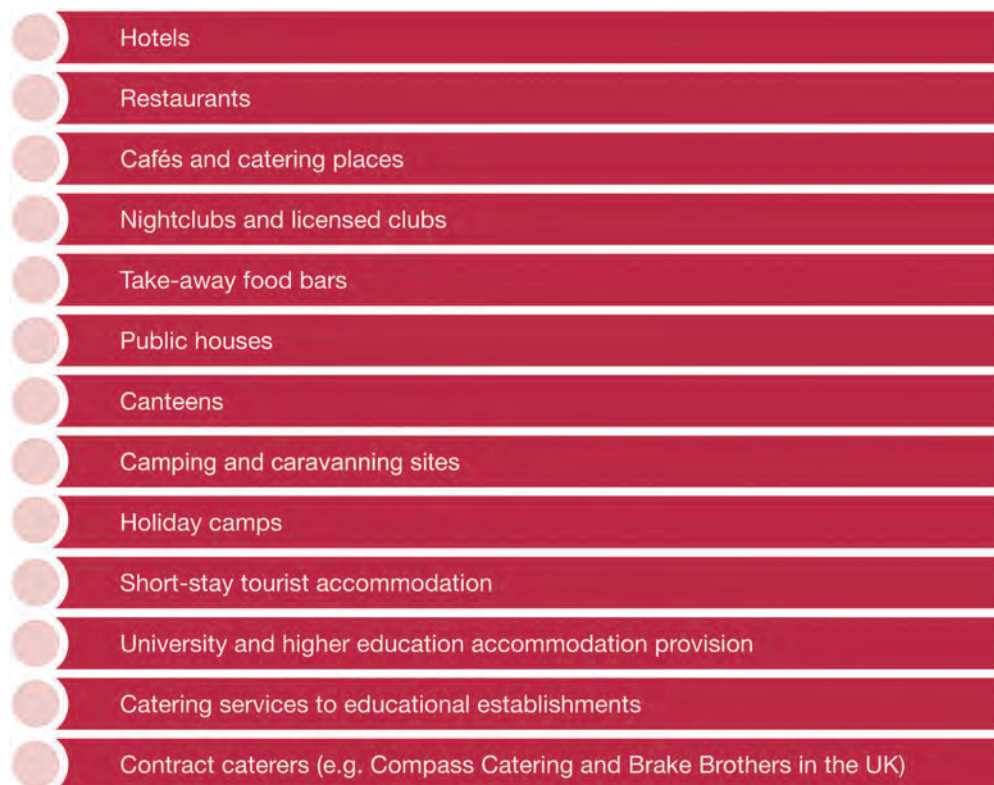 Hotels
Restaurants
Cafés and catering places
Nightclubs and licensed clubs
Take-away food bars
Public houses
Canteens
Camping and caravanning sites
Holiday camps
Short-stay tourist accommodation
University and higher education accommodation provision
Catering services to educational establishments
Contract caterers (e.g. Compass Catering and Brake Brothers in the UK)